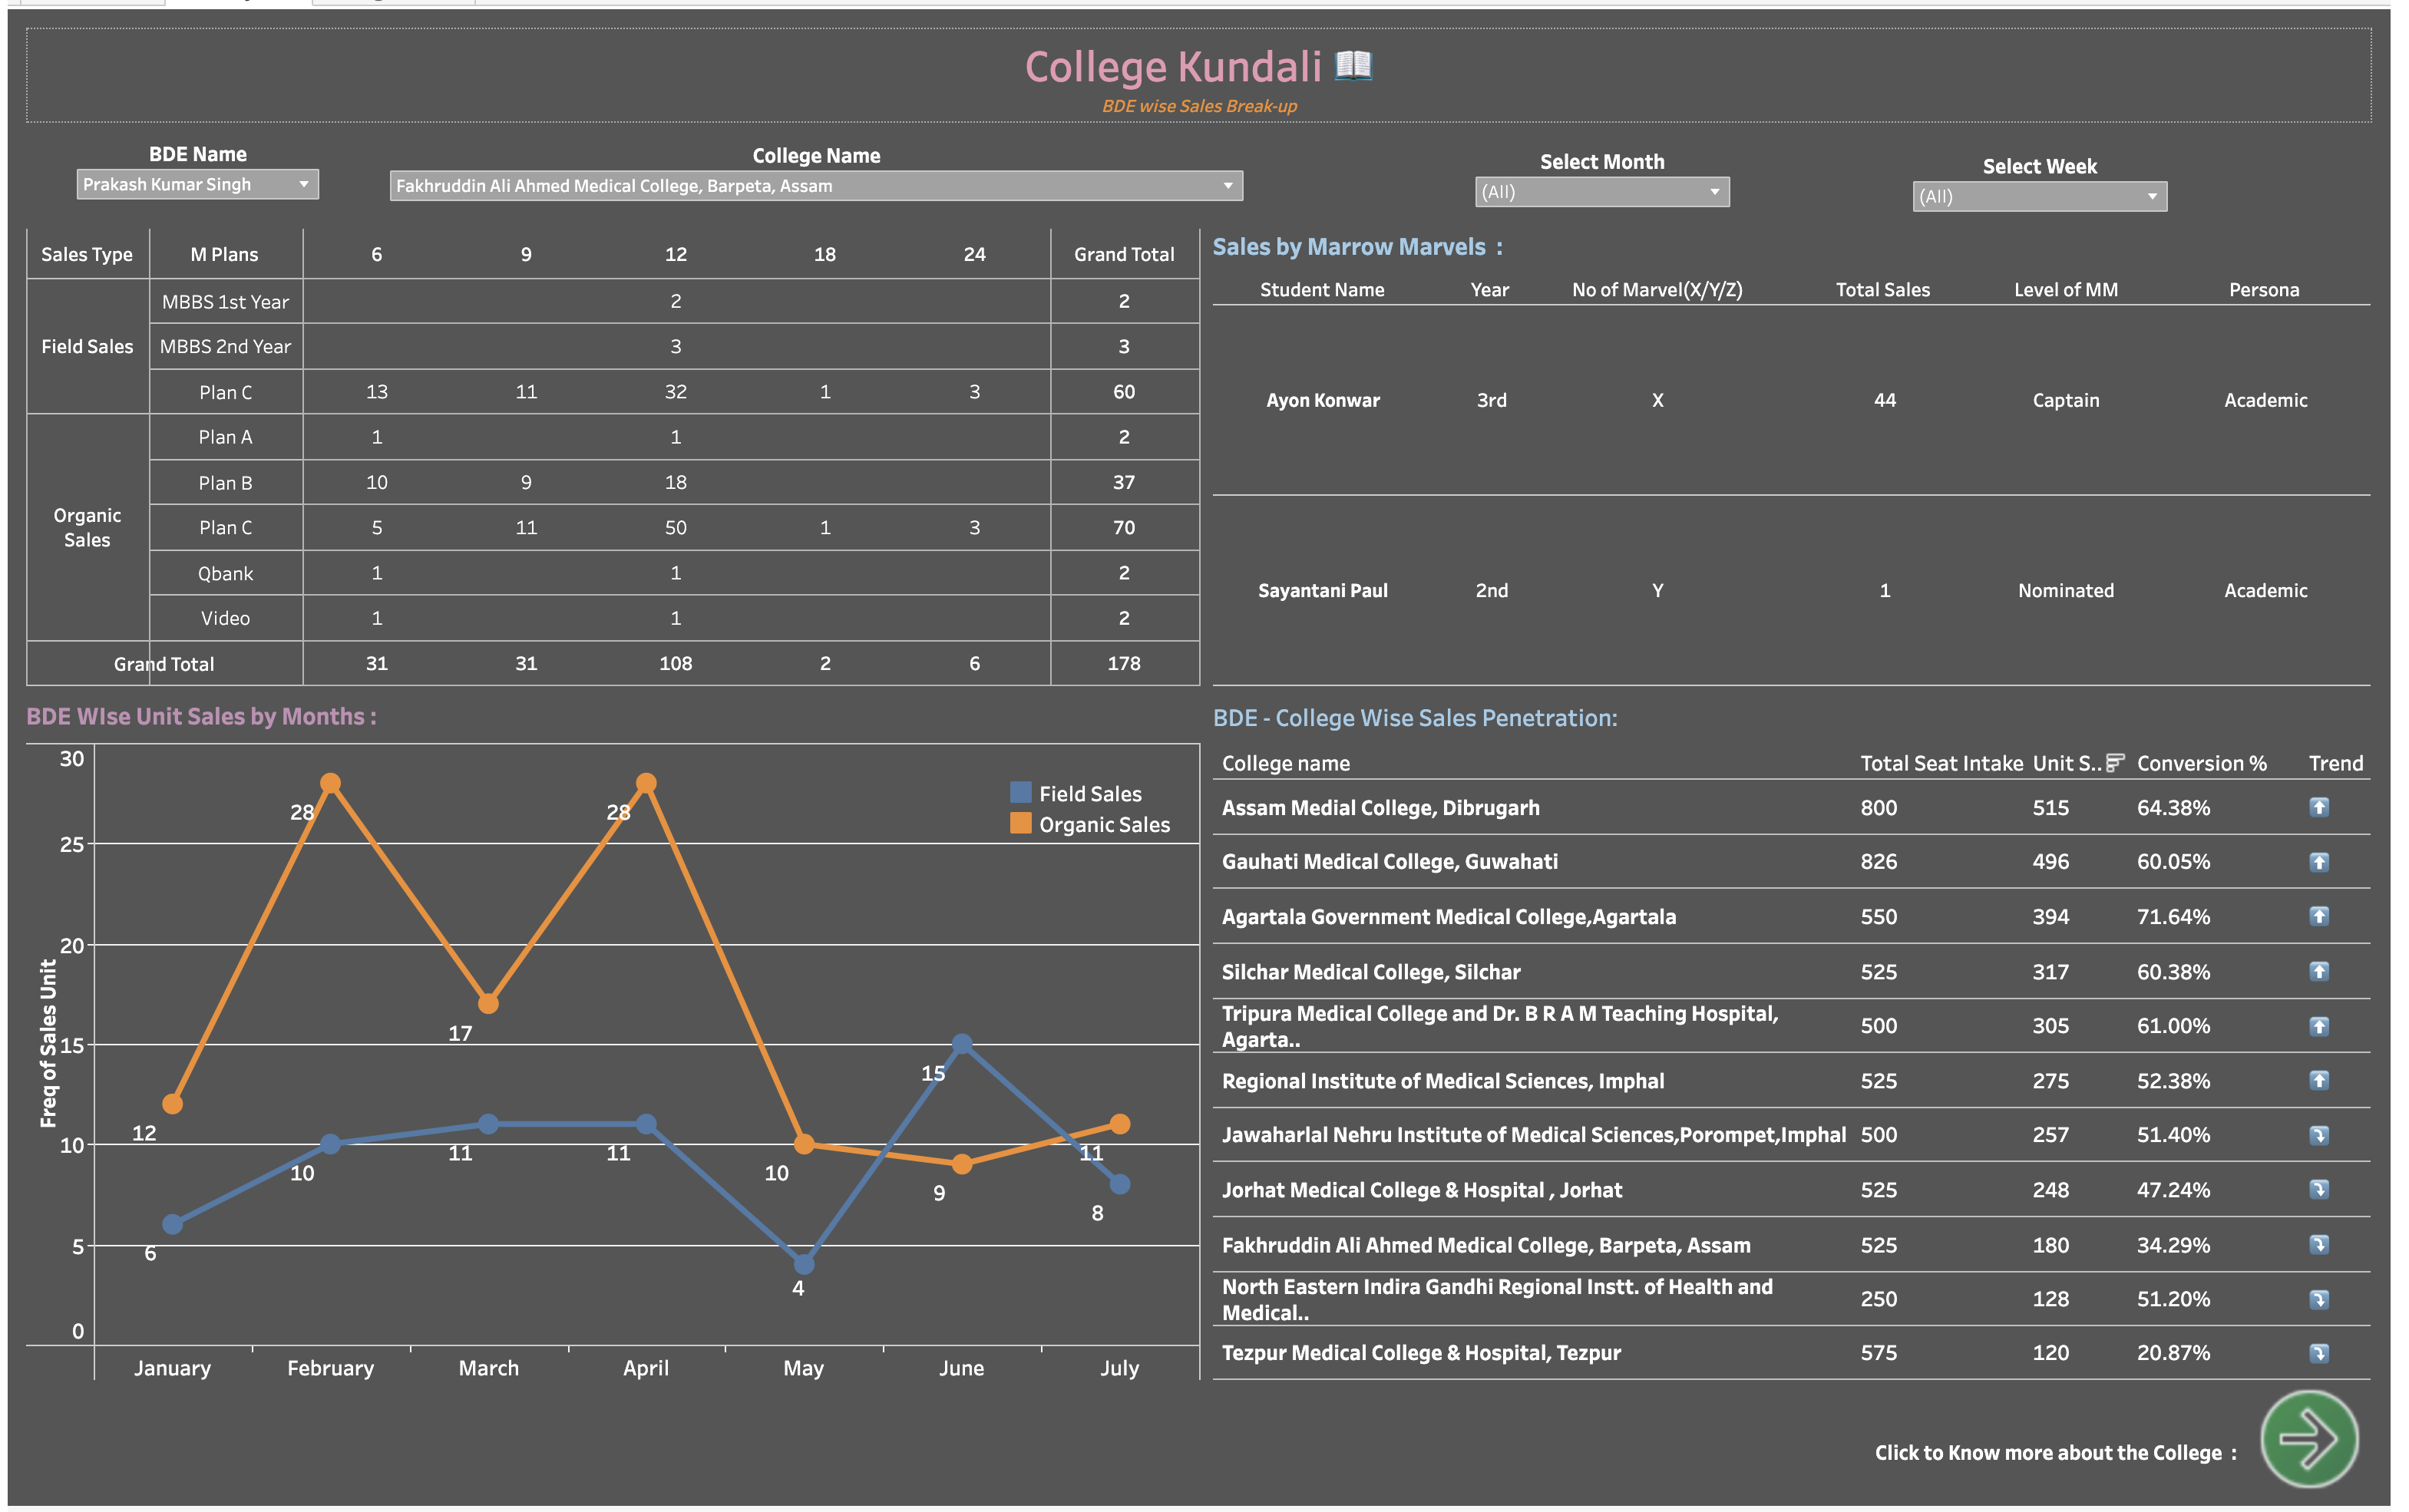 College Kundali 📖
BDE wise Sales Break-up
BDE Name
Prakash Kumar Singh
College Name
Fakhruddin Ali Ahmed Medical College, Barpeta, Assam
Select Month
(All)
Select Week
(All)
Sales Type M Plans 6 9 12 18 24 Grand Total
Field Sales
MBBS 1st Year 2 2
MBBS 2nd Year 3 3
Plan C 13 11 32 1 3 60
Organic
Sales
Plan A 1 1 2
Plan B 10 9 18 37
Plan C 5 11 50 1 3 70
Qbank 1 1 2
Video 1 1 2
Grand Total 31 31 108 2 6 178
Sales by Marrow Marvels :
Student Name Year No of Marvel(X/Y/Z) Total Sales Level of MM Persona
Ayon Konwar 3rd X 44 Captain Academic
Sayantani Paul 2nd Y 1 Nominated Academic
BDE WIse Unit Sales by Months :
Freq of Sales Unit
30
25
20
15
10
5
0
Field Sales
Organic Sales
28 28
17
12
15
10 11 11 10 9 11
6 8
4
January February March April May June July
BDE - College Wise Sales Penetration:
College name Total Seat Intake Unit S.. Conversion % Trend
Assam Medial College, Dibrugarh 800 515 64.38%
Gauhati Medical College, Guwahati 826 496 60.05%
Agartala Government Medical College,Agartala 550 394 71.64%
Silchar Medical College, Silchar 525 317 60.38%
Tripura Medical College and Dr. B R A M Teaching Hospital,
Agarta.. 500 305 61.00%
Regional Institute of Medical Sciences, Imphal 525 275 52.38%
Jawaharlal Nehru Institute of Medical Sciences,Porompet,Imphal 500 257 51.40%
Jorhat Medical College & Hospital , Jorhat 525 248 47.24%
Fakhruddin Ali Ahmed Medical College, Barpeta, Assam 525 180 34.29%
North Eastern Indira Gandhi Regional Instt. of Health and
Medical.. 250 128 51.20%
Tezpur Medical College & Hospital, Tezpur 575 120 20.87%
Click to Know more about the College :